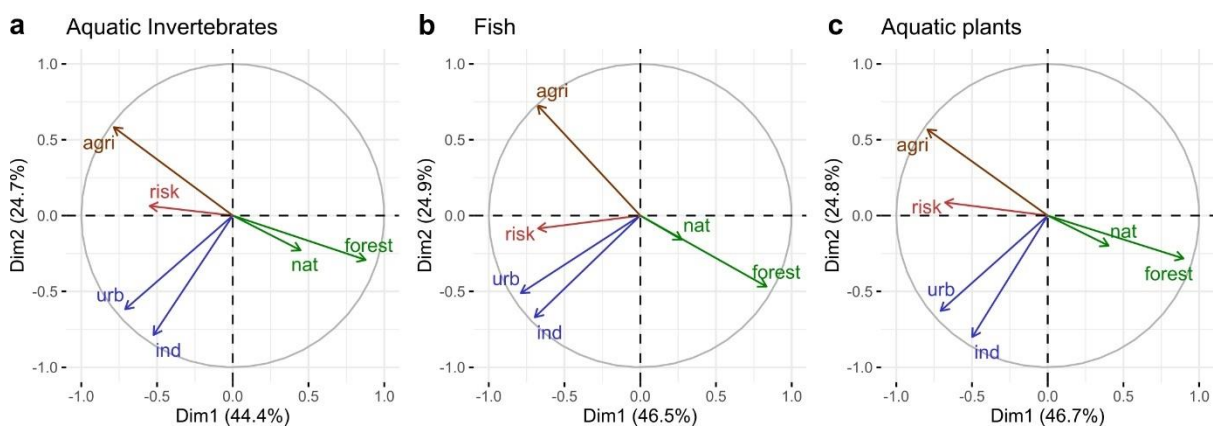 a Aquatic Invertebrates
1.0
0.5
0.0
-0.5
-1.0
Dim2 (24.7%)
agri
risk
forest
nat
urb
ind
-1.0 -0.5 0.0 0.5 1.0
Dim1 (44.4%)
b Fish
1.0
0.5
0.0
-0.5
-1.0
Dim2 (24.9%)
agri
nat
risk
forest
urb
ind
-1.0 -0.5 0.0 0.5 1.0
Dim1 (46.5%)
c Aquatic plants
1.0
0.5
0.0
-0.5
-1.0
Dim2 (24.8%)
agri
risk
nat
forest
urb
ind
-1.0 -0.5 0.0 0.5 1.0
Dim1 (46.7%)